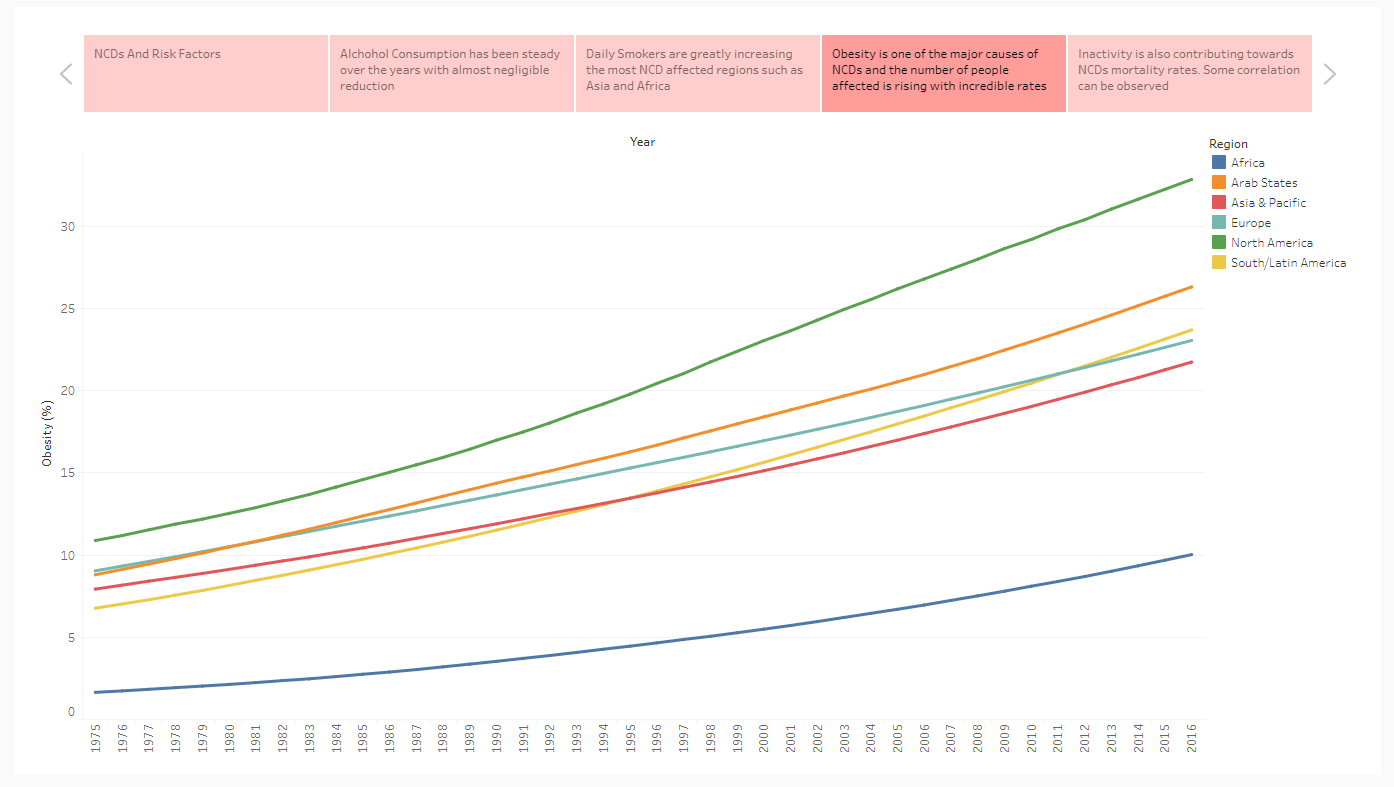 NCDs And Risk Factors
Alchohol Consumption has been steady
over the years with almost negligible
reduction
Daily Smokers are greatly increasing
the most NCD affected regions such as
Asia and Africa
Obesity is one of the major causes of
NCDs and the number of people
affected is rising with incredible rates
Inactivity is also contributing towards
NCDs mortality rates. Some correlation
can be observed
Year
Region
Africa
Arab States
Asia & Pacific
Europe
North America
South/Latin America
Obesity (%)
30
25
20
15
10
5
0
1975
1976
1977
1978
1979
1980
1981
1982
1983
1984
1985
1986
1987
1988
1989
1990
1991
1992
1993
1994
1995
1996
1997
1998
1999
2000
2001
2002
2003
2004
2005
2006
2007
2008
2009
2010
2011
2012
2013
2014
2015
2016